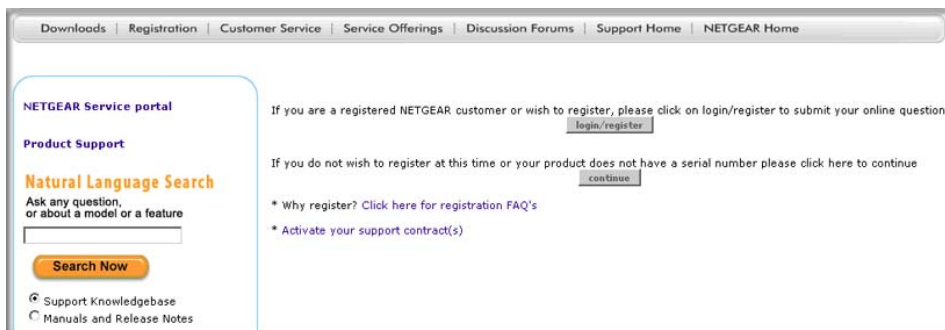 Downloads | Registration | Customer Service | Service Offerings | Discussion Forums | Support Home | NETGEAR Home
NETGEAR Service portal
Product Support
Natural Language Search
Ask any question,
or about a model or a feature
Search Now
Support Knowledgebase
Manuals and Release Notes
If you are a registered NETGEAR customer or wish to register, please click on login/register to submit your online question
login/register
If you do not wish to register at this time or your product does not have a serial number please click here to continue
continue
* Why register? Click here for registration FAQ's
* Activate your support contract(s)